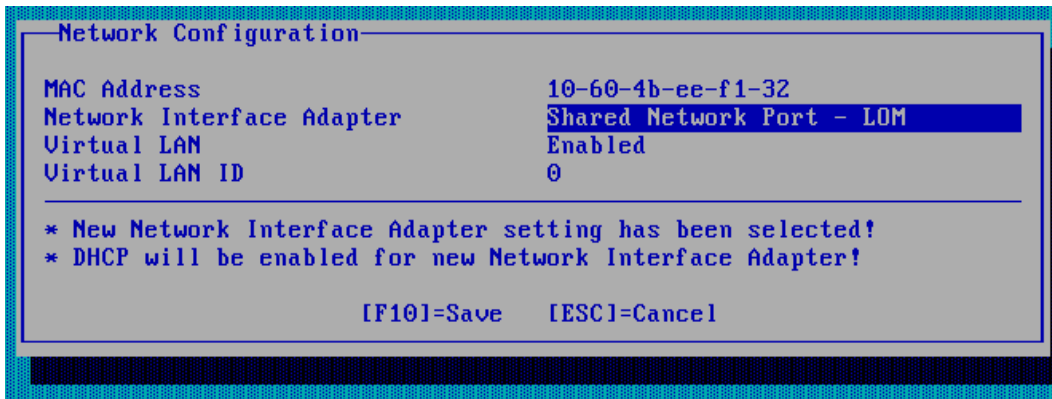 Network Configuration
MAC Address 10-60-4b-ee-f1-32
Network Interface Adapter Shared Network Port - LOM
Virtual LAN Enabled
Virtual LAN ID 0
* New Network Interface Adapter setting has been selected!
* DHCP will be enabled for new Network Interface Adapter!
[F10]=Save [ESC]=Cancel